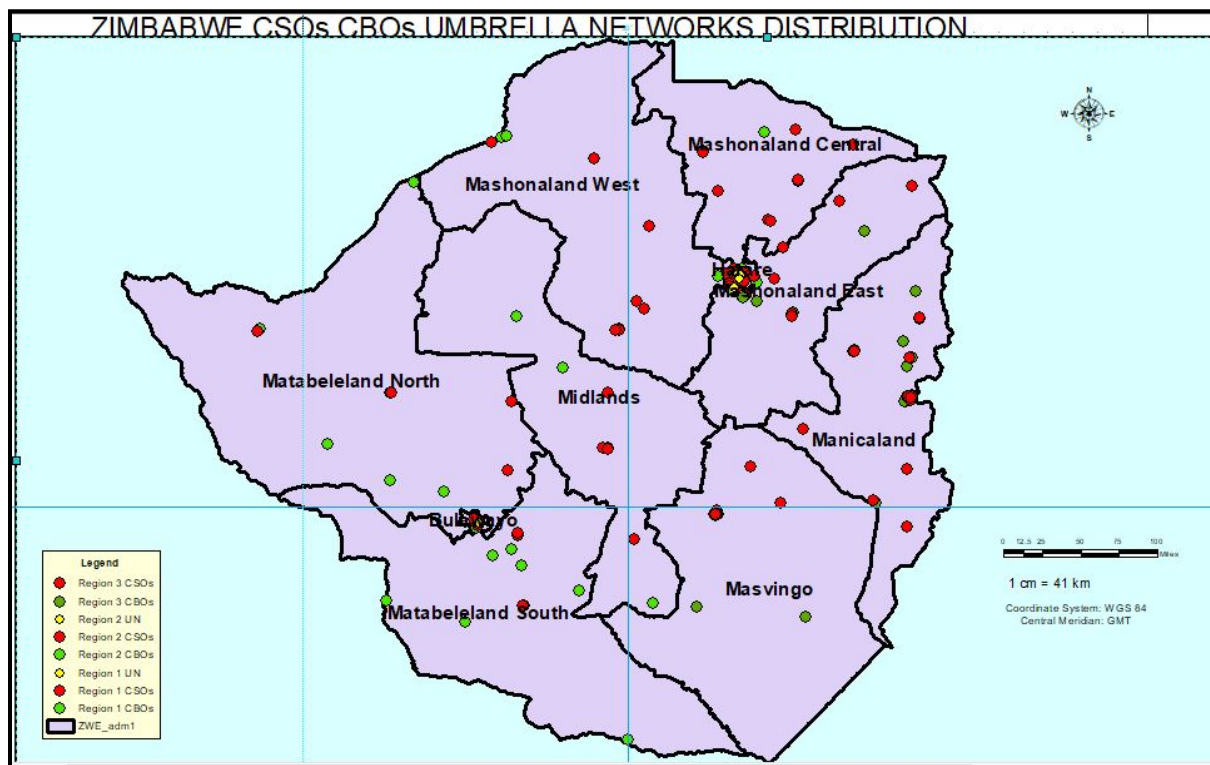 ZIMBABWE CSOs CBOs UMBRELLA NETWORKS DISTRIBUTION
N
W E
S
Mashonaland Central
Mashonaland West
Harare
Mashonaland East
Matabeleland North
Midlands
Manicaland
Bulawayo
Masvingo
Matabeleland South
Legend
Region 3 CSOs
Region 3 CBOs
Region 2 UN
Region 2 CSOs
Region 2 CBOs
Region 1 UN
Region 1 CSOs
Region 1 CBOs
ZWE_adm1
0 12.5 25 50 100
Miles
1 cm = 41 km
Coordinate System: WGS 84
Central Meridian: GMT